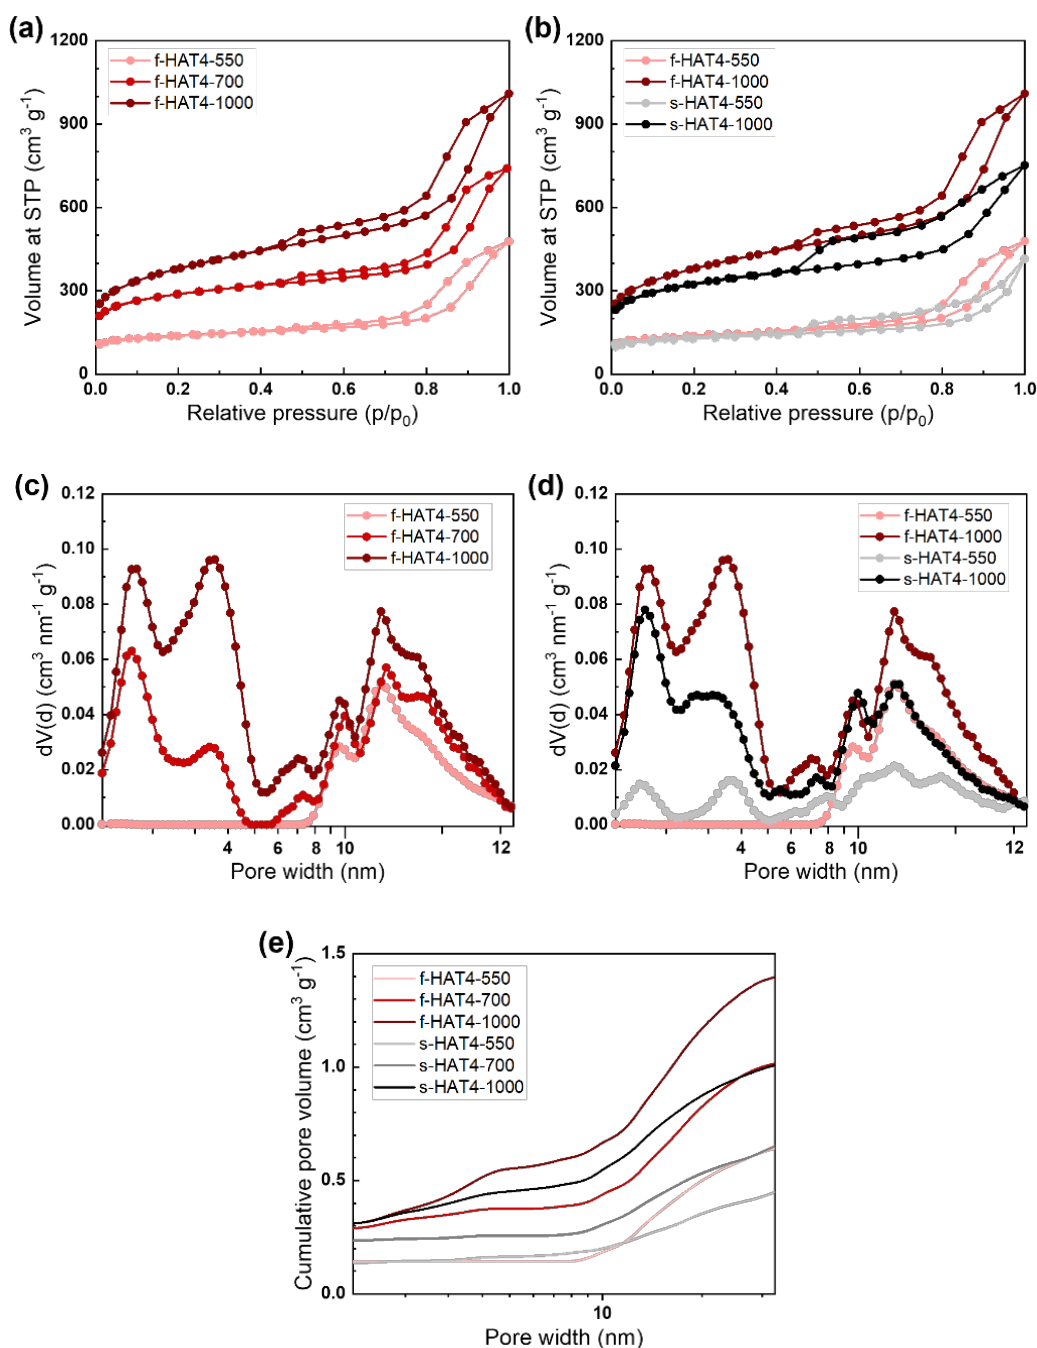 (a)
1200
900
600
300
0
Volume at STP (cm³ g⁻¹)
f-HAT4-550
f-HAT4-700
f-HAT4-1000
0.0 0.2 0.4 0.6 0.8 1.0
Relative pressure (p/p₀)
(b)
1200
900
600
300
0
Volume at STP (cm³ g⁻¹)
f-HAT4-550
f-HAT4-1000
s-HAT4-550
s-HAT4-1000
0.0 0.2 0.4 0.6 0.8 1.0
Relative pressure (p/p₀)
(c)
0.12
0.10
0.08
0.06
0.04
0.02
0.00
dV(d) (cm³ nm⁻¹ g⁻¹)
f-HAT4-550
f-HAT4-700
f-HAT4-1000
4 6 8 10 12
Pore width (nm)
(d)
0.12
0.10
0.08
0.06
0.04
0.02
0.00
dV(d) (cm³ nm⁻¹ g⁻¹)
f-HAT4-550
f-HAT4-1000
s-HAT4-550
s-HAT4-1000
4 6 8 10 12
Pore width (nm)
(e)
1.5
1.0
0.5
0.0
Cumulative pore volume (cm³ g⁻¹)
f-HAT4-550
f-HAT4-700
f-HAT4-1000
s-HAT4-550
s-HAT4-700
s-HAT4-1000
10
Pore width (nm)